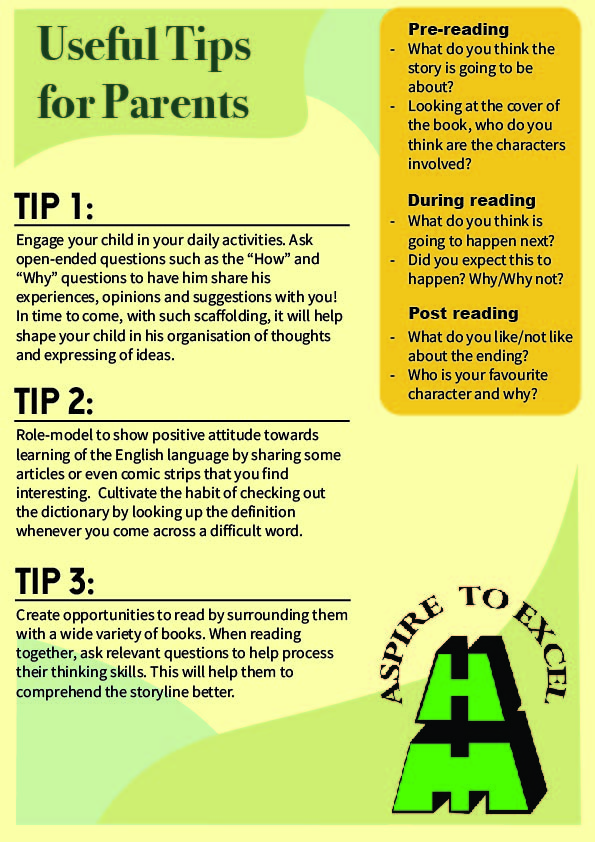 Useful Tips
for Parents
TIP 1:
Engage your child in your daily activities. Ask
open-ended questions such as the “How” and
“Why” questions to have him share his
experiences, opinions and suggestions with you!
In time to come, with such scaffolding, it will help
shape your child in his organisation of thoughts
and expressing of ideas.
TIP 2:
Role-model to show positive attitude towards
learning of the English language by sharing some
articles or even comic strips that you find
interesting.  Cultivate the habit of checking out
the dictionary by looking up the definition
whenever you come across a difficult word.
TIP 3:
Create opportunities to read by surrounding them
with a wide variety of books. When reading
together, ask relevant questions to help process
their thinking skills. This will help them to
comprehend the storyline better.
Pre-reading
- What do you think the
story is going to be
about?
- Looking at the cover of
the book, who do you
think are the characters
involved?
During reading
- What do you think is
going to happen next?
- Did you expect this to
happen? Why/Why not?
Post reading
- What do you like/not like
about the ending?
- Who is your favourite
character and why?
ASPIRE TO EXCEL